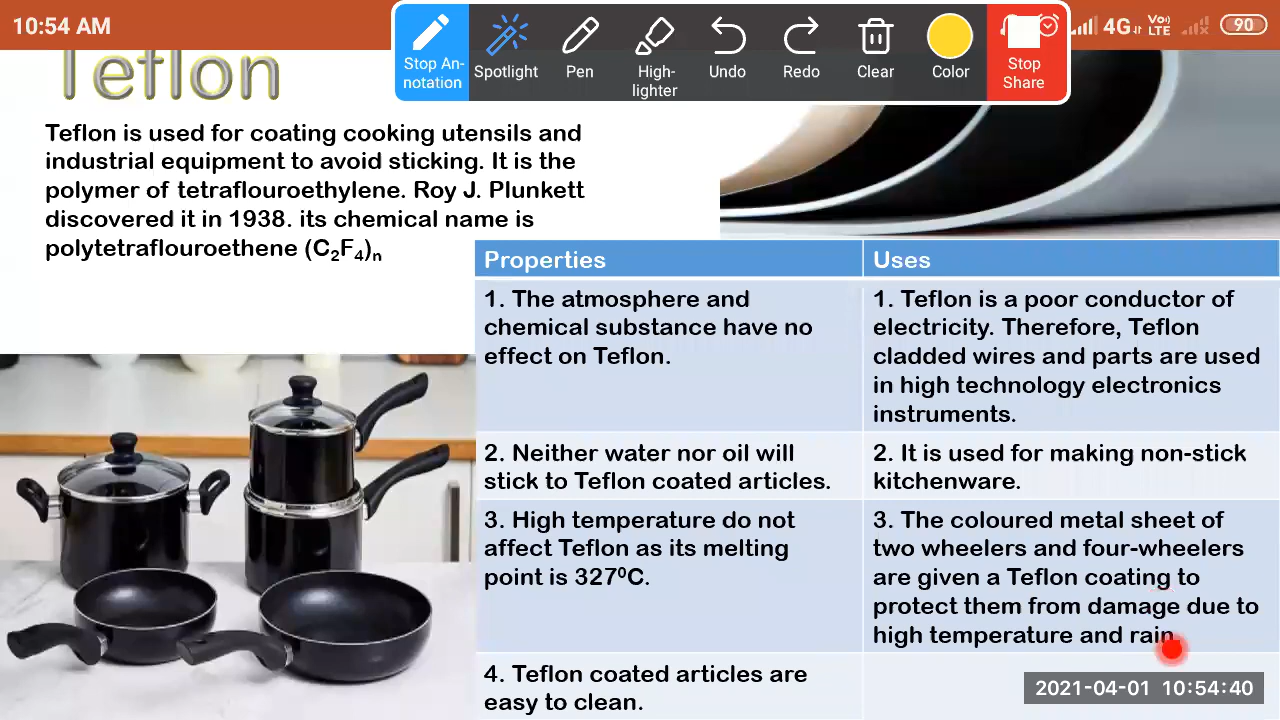 10:54 AM
Stop An-
notation
Spotlight
Pen
High-
lighter
Undo
Redo
Clear
Color
Stop
Share
4G
Vo))
LTE
90
Teflon
Teflon is used for coating cooking utensils and
industrial equipment to avoid sticking. It is the
polymer of tetraflouroethylene. Roy J. Plunkett
discovered it in 1938. its chemical name is
polytetraflouroethene (C₂F₄)ₙ
Properties
Uses
1. The atmosphere and
chemical substance have no
effect on Teflon.
1. Teflon is a poor conductor of
electricity. Therefore, Teflon
cladded wires and parts are used
in high technology electronics
instruments.
2. Neither water nor oil will
stick to Teflon coated articles.
2. It is used for making non-stick
kitchenware.
3. High temperature do not
affect Teflon as its melting
point is 327⁰C.
3. The coloured metal sheet of
two wheelers and four-wheelers
are given a Teflon coating to
protect them from damage due to
high temperature and rain
4. Teflon coated articles are
easy to clean.
2021-04-01 10:54:40